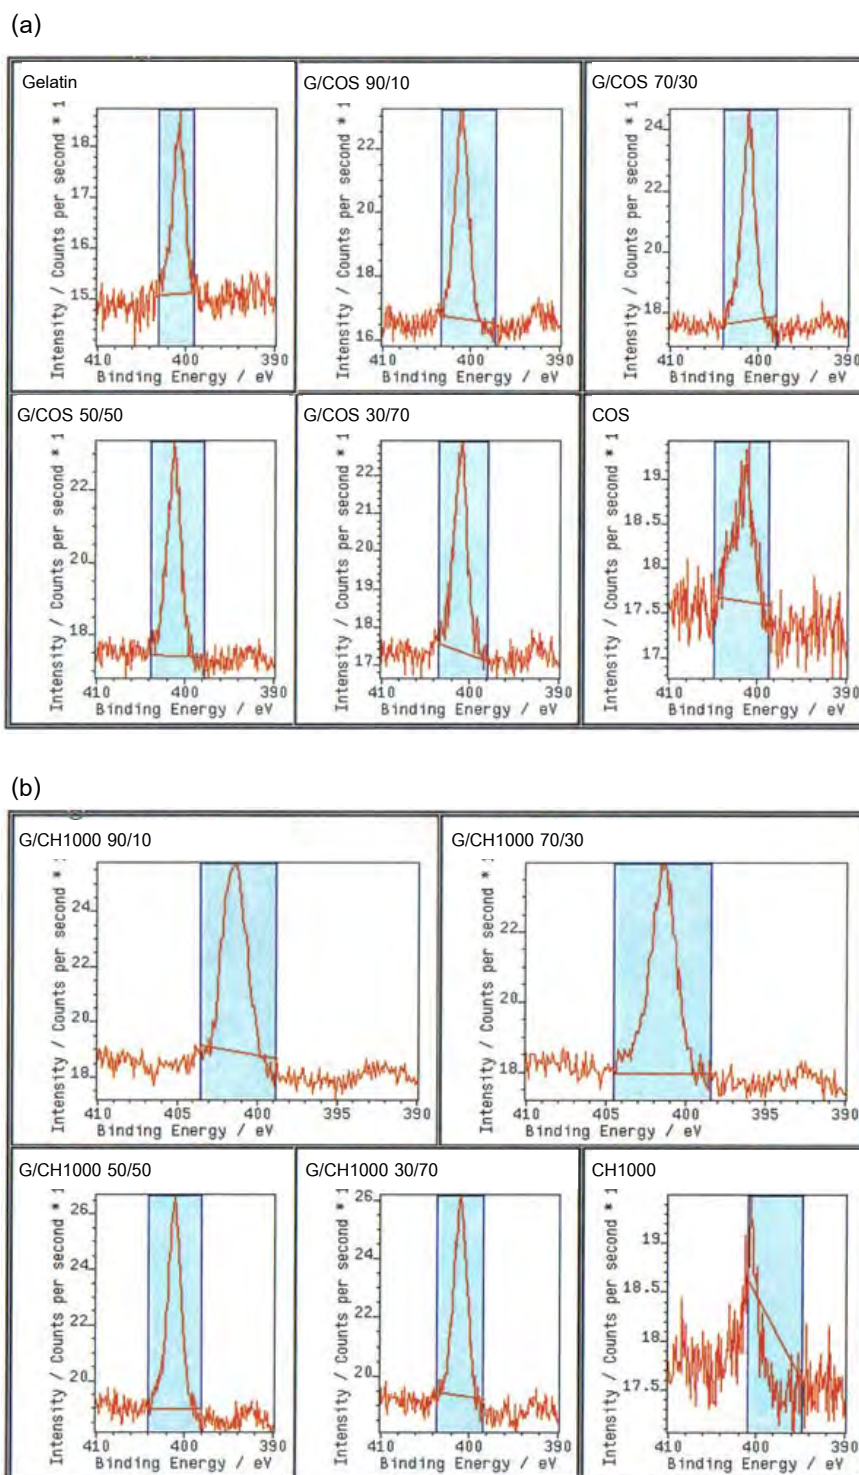 (a)
Gelatin
Intensity / Counts per second * 1
18
17
16
15
410 400 390
Binding Energy / eV
G/COS 90/10
Intensity / Counts per second * 1
22
20
18
16
410 400 390
Binding Energy / eV
G/COS 70/30
Intensity / Counts per second * 1
24
22
20
18
410 400 390
Binding Energy / eV
G/COS 50/50
Intensity / Counts per second * 1
22
20
18
410 400 390
Binding Energy / eV
G/COS 30/70
Intensity / Counts per second * 1
22
21
20
19
18
17
410 400 390
Binding Energy / eV
COS
Intensity / Counts per second * 1
19
18.5
18
17.5
17
410 400 390
Binding Energy / eV
(b)
G/CH1000 90/10
Intensity / Counts per second * 1
24
22
20
18
410 405 400 395 390
Binding Energy / eV
G/CH1000 70/30
Intensity / Counts per second * 1
22
20
18
410 405 400 395 390
Binding Energy / eV
G/CH1000 50/50
Intensity / Counts per second * 1
26
24
22
20
410 400 390
Binding Energy / eV
G/CH1000 30/70
Intensity / Counts per second * 1
26
24
22
20
410 400 390
Binding Energy / eV
CH1000
Intensity / Counts per second * 1
19
18.5
18
17.5
410 400 390
Binding Energy / eV